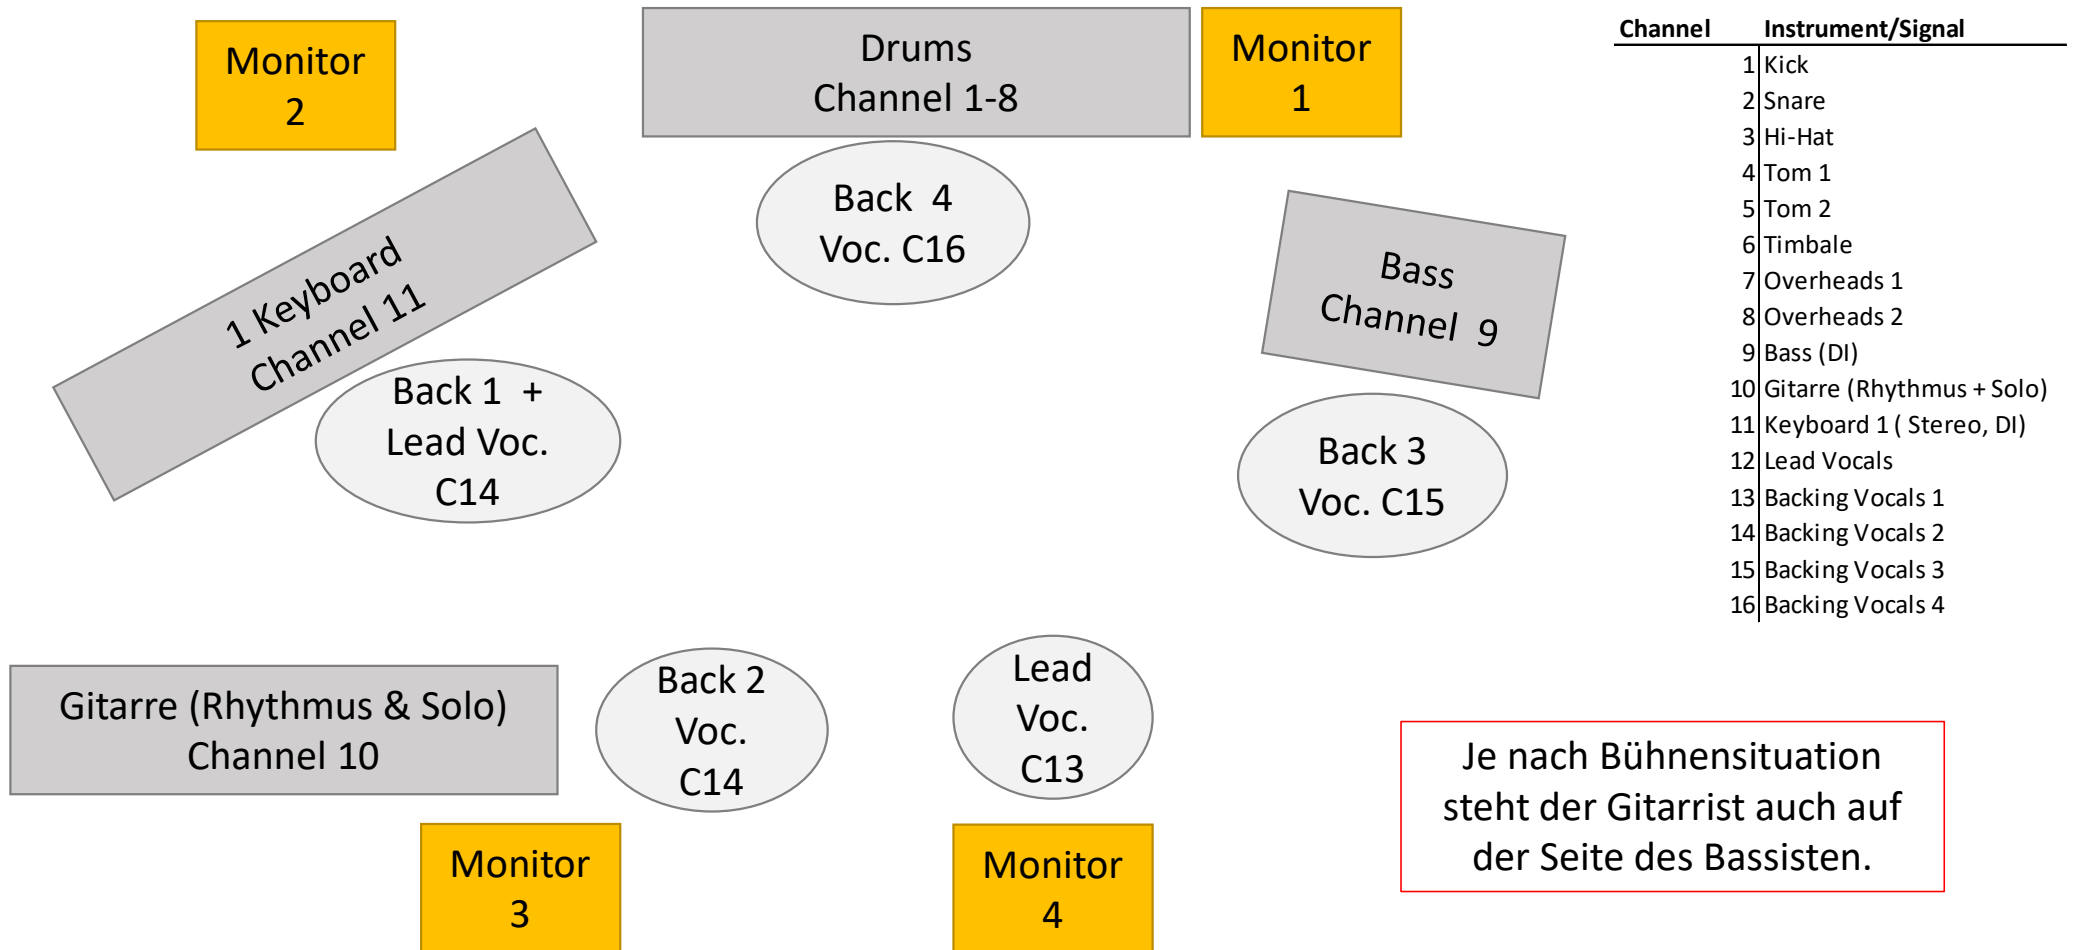 Monitor
2
Drums
Channel 1-8
Monitor
1
Back 4
Voc. C16
1 Keyboard
Channel 11
Bass
Channel 9
Back 1 +
Lead Voc.
C14
Back 3
Voc. C15
Gitarre (Rhythmus & Solo)
Channel 10
Back 2
Voc.
C14
Lead
Voc.
C13
Monitor
3
Monitor
4
Channel Instrument/Signal
1 Kick
2 Snare
3 Hi-Hat
4 Tom 1
5 Tom 2
6 Timbale
7 Overheads 1
8 Overheads 2
9 Bass (DI)
10 Gitarre (Rhythmus + Solo)
11 Keyboard 1 ( Stereo, DI)
12 Lead Vocals
13 Backing Vocals 1
14 Backing Vocals 2
15 Backing Vocals 3
16 Backing Vocals 4
Je nach Bühnensituation
steht der Gitarrist auch auf
der Seite des Bassisten.